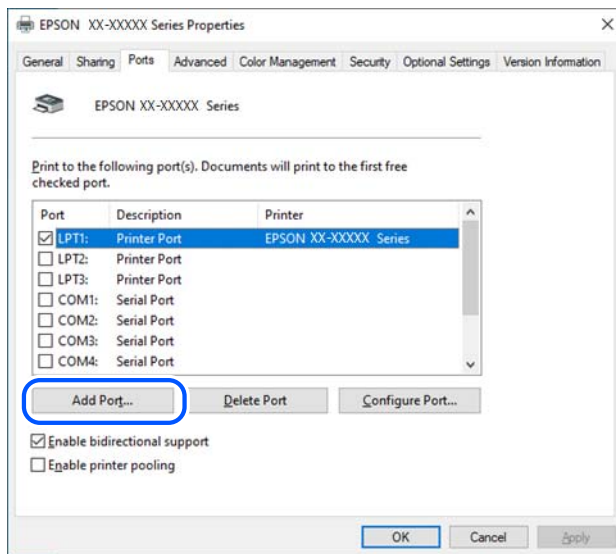 EPSON XX-XXXXX Series Properties
General Sharing Ports Advanced Color Management Security Optional Settings Version Information
EPSON XX-XXXXX Series
Print to the following port(s). Documents will print to the first free
checked port.
Port Description Printer
LPT1: Printer Port EPSON XX-XXXXX Series
LPT2: Printer Port
LPT3: Printer Port
COM1: Serial Port
COM2: Serial Port
COM3: Serial Port
COM4: Serial Port
Add Port... Delete Port Configure Port...
Enable bidirectional support
Enable printer pooling
OK Cancel Apply